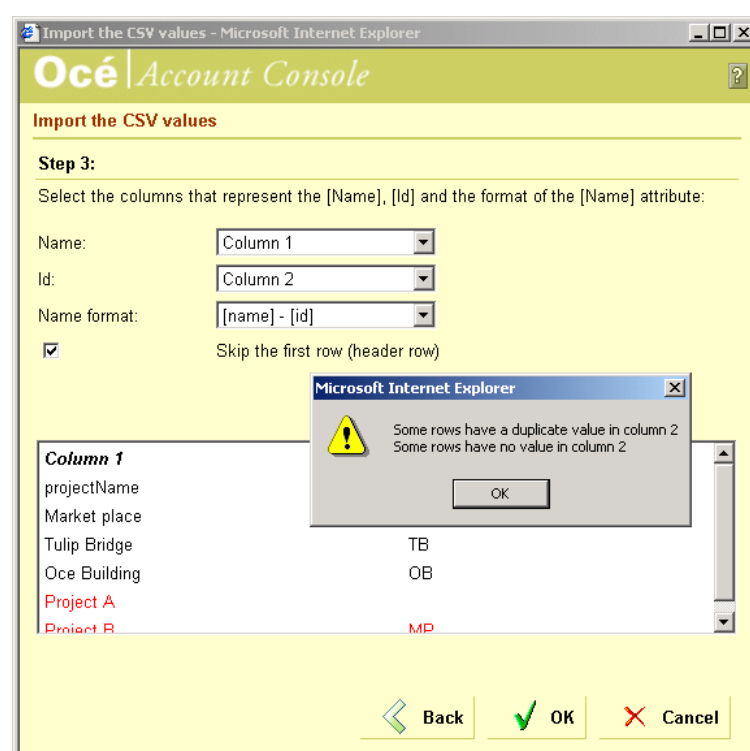 Import the CSV values - Microsoft Internet Explorer
Océ Account Console
?
Import the CSV values
Step 3:
Select the columns that represent the [Name], [Id] and the format of the [Name] attribute:
Name: Column 1
Id: Column 2
Name format: [name] - [id]
Skip the first row (header row)
Microsoft Internet Explorer
Some rows have a duplicate value in column 2
Some rows have no value in column 2
OK
Column 1
projectName
Market place
Tulip Bridge TB
Oce Building OB
Project A
Project B MP
Back OK Cancel